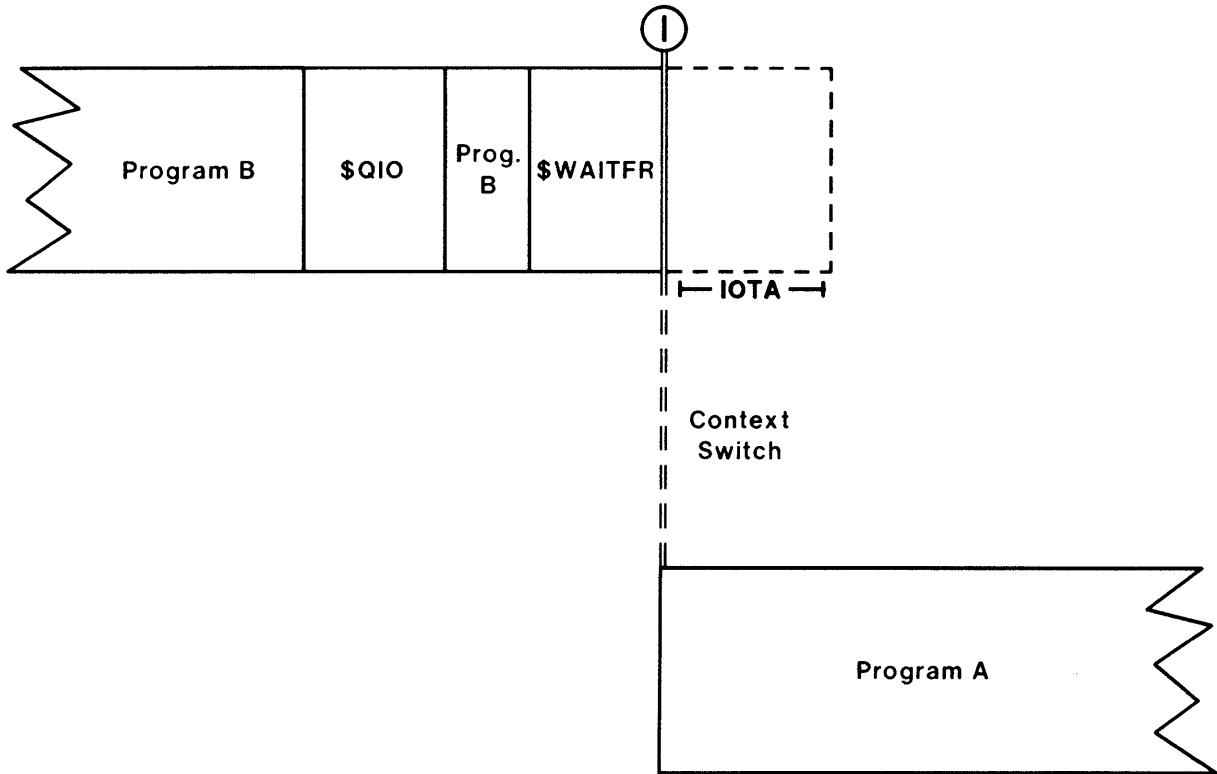 1
Program B
$QIO
Prog.
B
$WAITFR
IOTA
Context
Switch
Program A